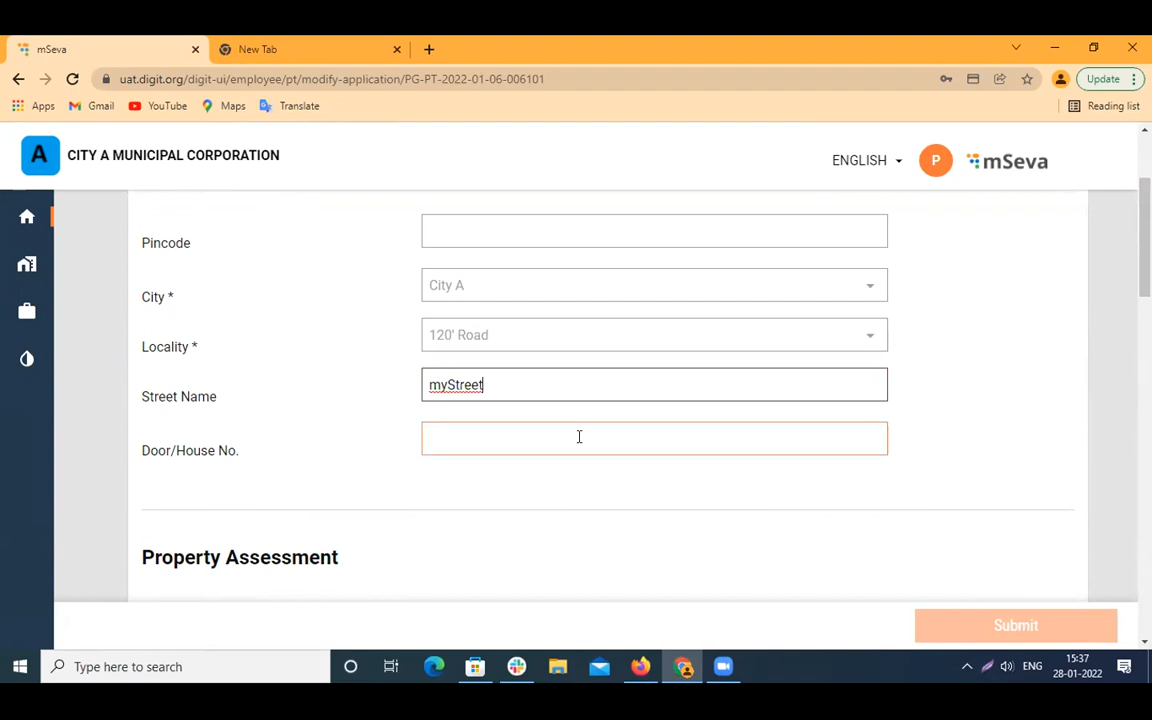 mSeva
New Tab
uat.digit.org/digit-ui/employee/pt/modify-application/PG-PT-2022-01-06-006101
Update
Apps
Gmail
YouTube
Maps
Translate
Reading list
A
CITY A MUNICIPAL CORPORATION
ENGLISH
P
mSeva
Pincode
City *
City A
Locality *
120' Road
Street Name
myStreet
Door/House No.
Property Assessment
Submit
Type here to search
ENG
15:37
28-01-2022